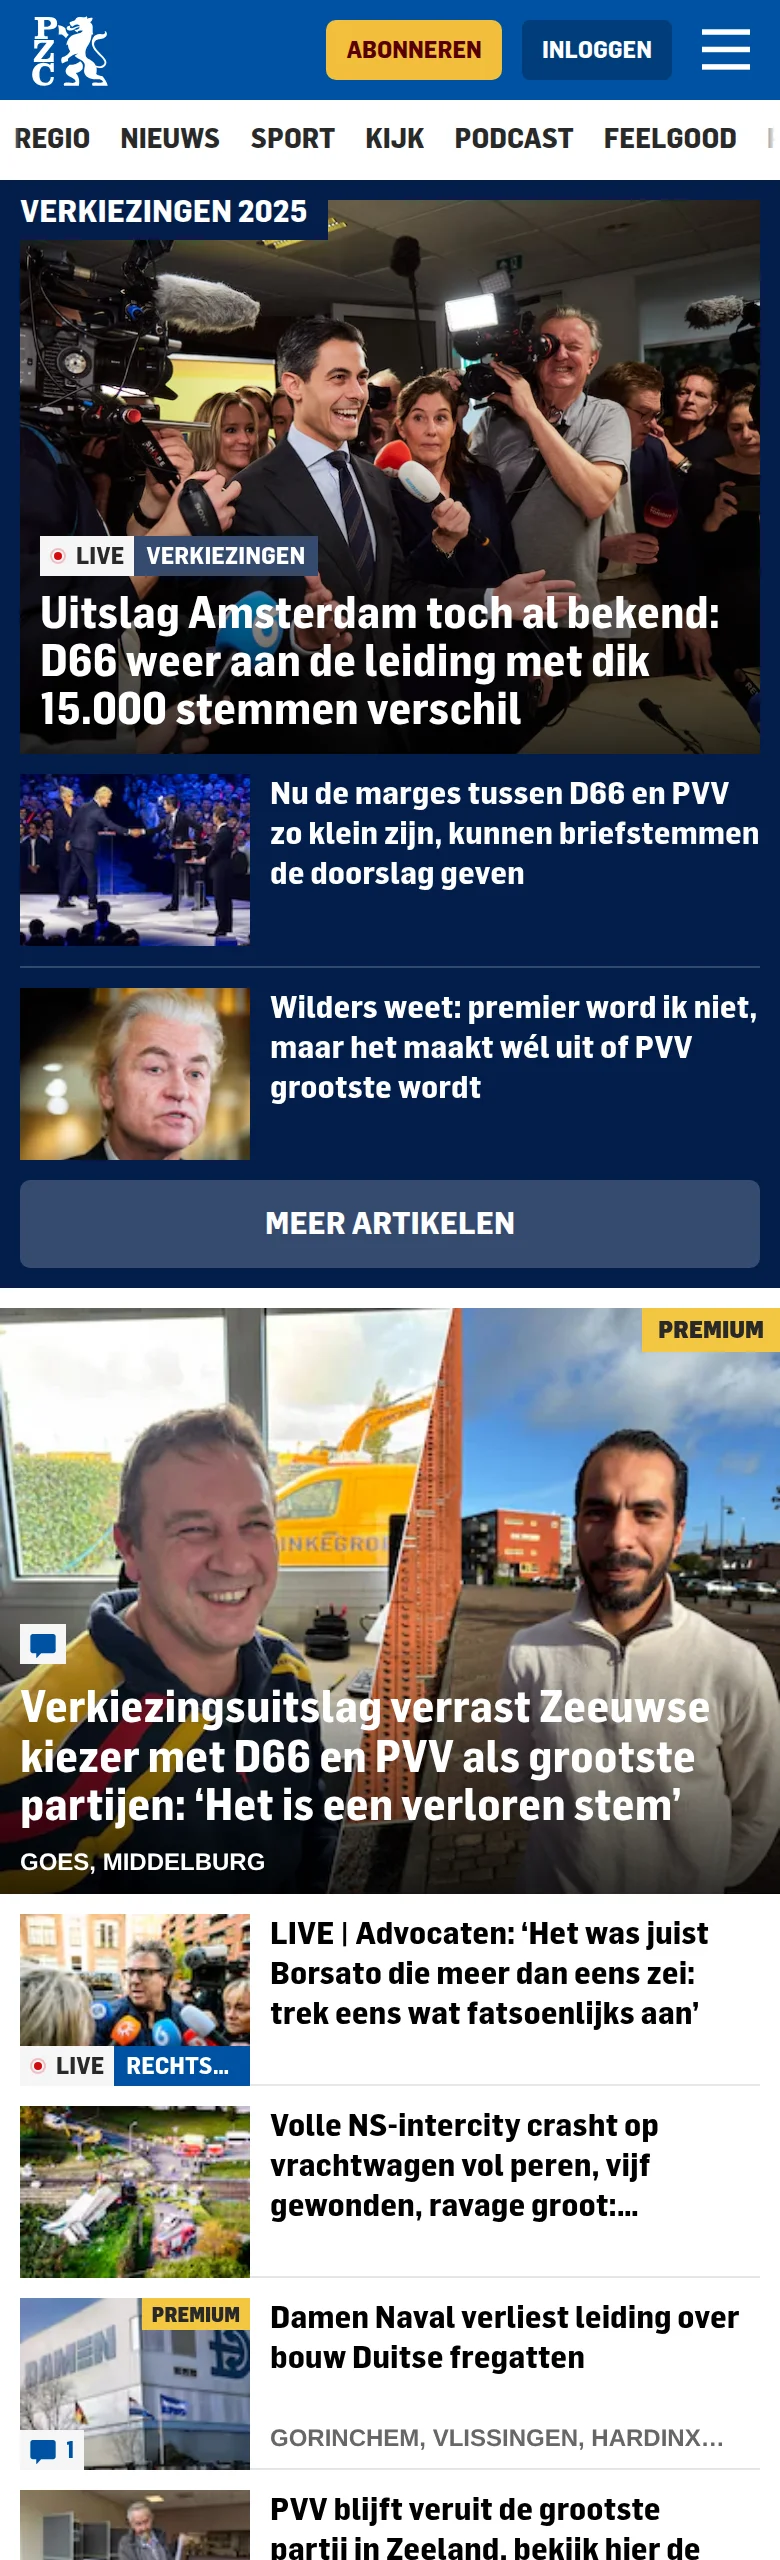 PZC
ABONNEREN
INLOGGEN
REGIO NIEUWS SPORT KIJK PODCAST FEELGOOD
VERKIEZINGEN 2025
LIVE VERKIEZINGEN
Uitslag Amsterdam toch al bekend:
D66 weer aan de leiding met dik
15.000 stemmen verschil
Nu de marges tussen D66 en PVV
zo klein zijn, kunnen briefstemmen
de doorslag geven
Wilders weet: premier word ik niet,
maar het maakt wél uit of PVV
grootste wordt
MEER ARTIKELEN
PREMIUM
Verkiezingsuitslag verrast Zeeuwse
kiezer met D66 en PVV als grootste
partijen: ‘Het is een verloren stem’
GOES, MIDDELBURG
LIVE | Advocaten: ‘Het was juist
Borsato die meer dan eens zei:
trek eens wat fatsoenlijks aan’
LIVE RECHTS...
Volle NS-intercity crasht op
vrachtwagen vol peren, vijf
gewonden, ravage groot:...
PREMIUM
DAMEN
Damen Naval verliest leiding over
bouw Duitse fregatten
GORINCHEM, VLISSINGEN, HARDINX...
1
PVV blijft veruit de grootste
partij in Zeeland, bekijk hier de